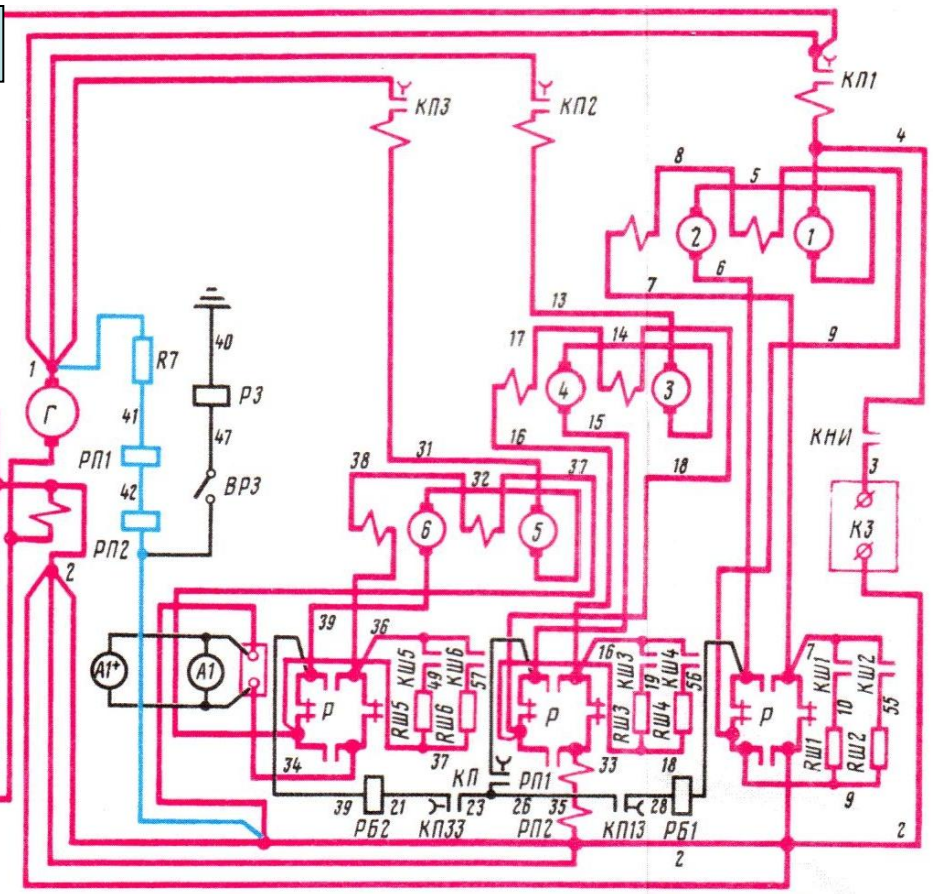 КП3
КП2
КП1
4
8
5
2
1
6
7
13
9
17
14
40
1
R7
4
3
Г
41
РЗ
16
15
КНИ
РП1
47
38
31
37
18
3
42
ВРЗ
32
КЗ
6
5
РП2
2
39
36
16
7
А1+
А1
КШ5
49
КШ6
57
КШ3
19
КШ4
56
КШ1
10
КШ2
55
Р
RШ5
RШ6
Р
RШ3
RШ4
Р
RШ1
RШ2
34
37
33
18
КП
РП1
9
39
21
23
26
35
28
РБ2
КП33
РП2
КП13
РБ1
2
2